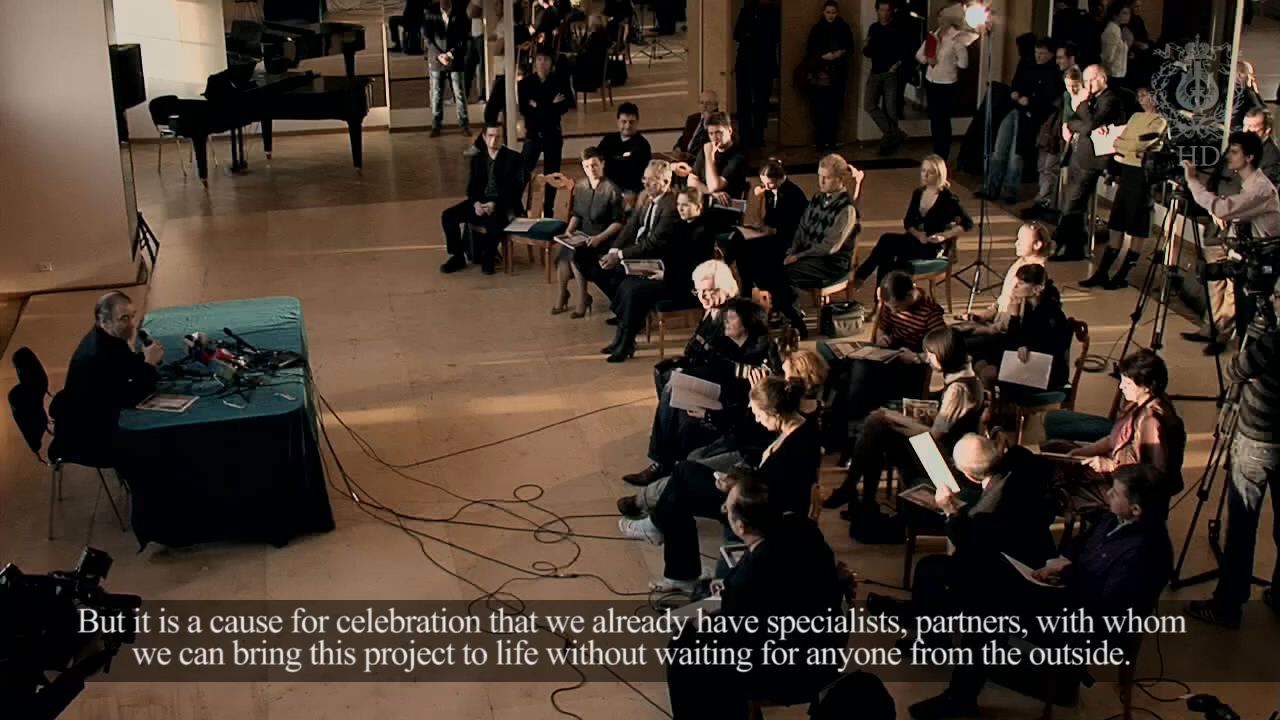 HD
But it is a cause for celebration that we already have specialists, partners, with whom
we can bring this project to life without waiting for anyone from the outside.